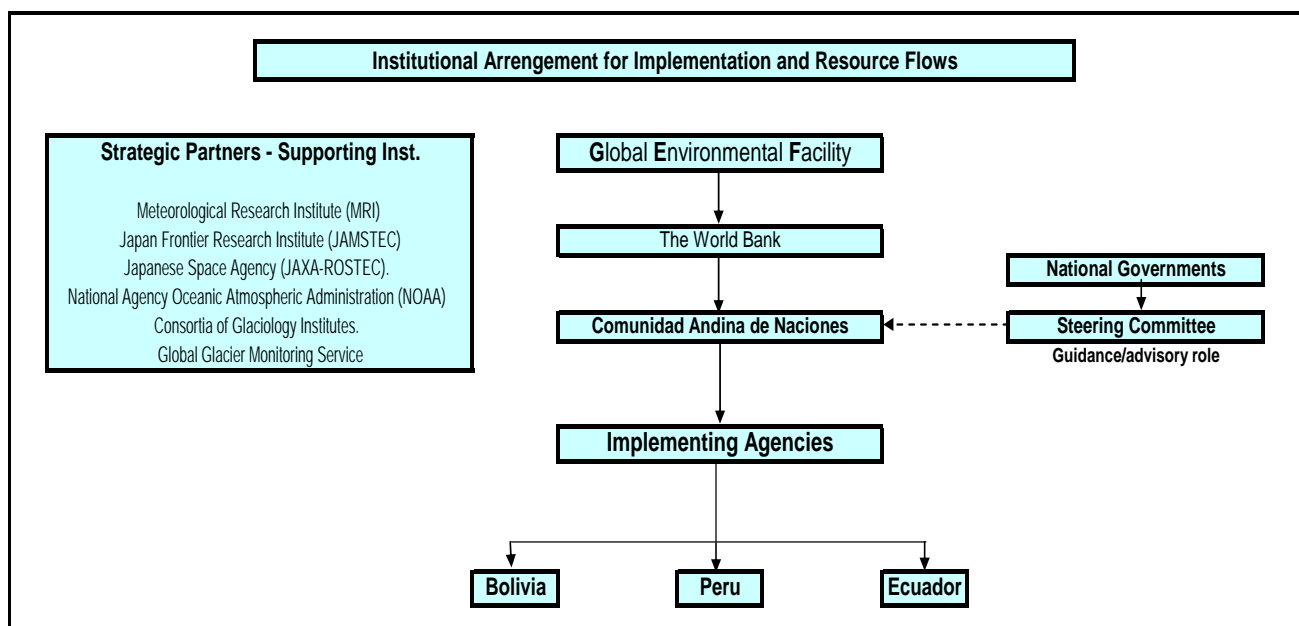 Institutional Arrengement for Implementation and Resource Flows
Strategic Partners - Supporting Inst.
Meteorological Research Institute (MRI)
Japan Frontier Research Institute (JAMSTEC)
Japanese Space Agency (JAXA-ROSTEC).
National Agency Oceanic Atmospheric Administration (NOAA)
Consortia of Glaciology Institutes.
Global Glacier Monitoring Service
Global Environmental Facility
The World Bank
National Governments
Comunidad Andina de Naciones
Steering Committee
Guidance/advisory role
Implementing Agencies
Bolivia
Peru
Ecuador